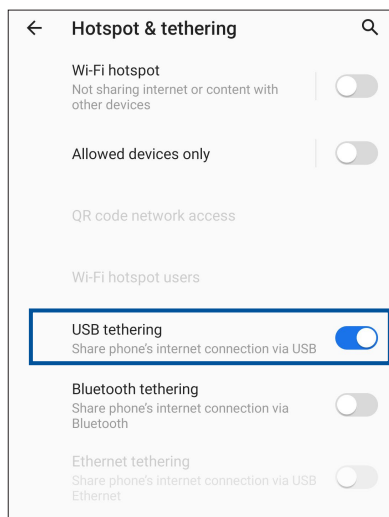 Hotspot & tethering
Wi-Fi hotspot
Not sharing internet or content with
other devices
Allowed devices only
QR code network access
Wi-Fi hotspot users
USB tethering
Share phone's internet connection via USB
Bluetooth tethering
Share phone's internet connection via
Bluetooth
Ethernet tethering
Share phone's internet connection via USB
Ethernet